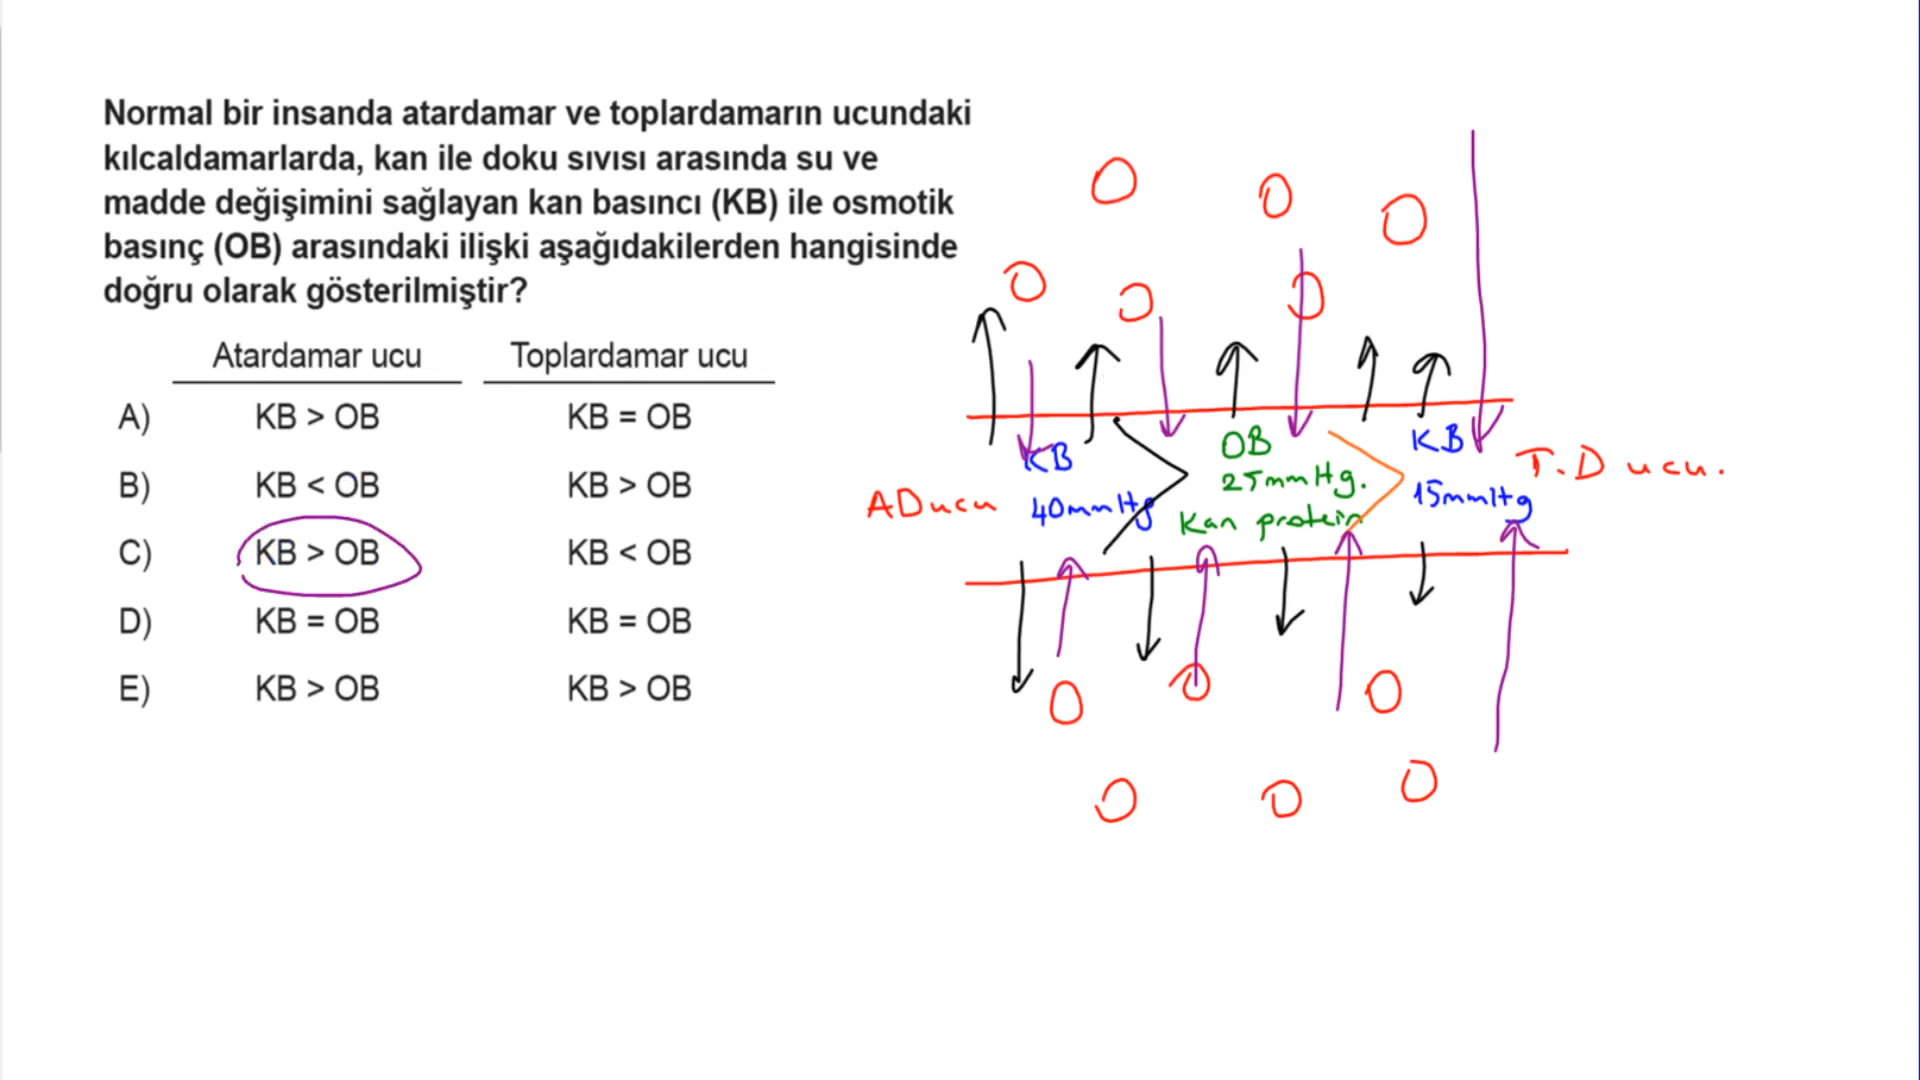 Normal bir insanda atardamar ve toplardamarın ucundaki
kılcaldamarlarda, kan ile doku sıvısı arasında su ve
madde değişimini sağlayan kan basıncı (KB) ile osmotik
basınç (OB) arasındaki ilişki aşağıdakilerden hangisinde
doğru olarak gösterilmiştir?
Atardamar ucu Toplardamar ucu
A) KB > OB KB = OB
B) KB < OB KB > OB
C) KB > OB KB < OB
D) KB = OB KB = OB
E) KB > OB KB > OB
KB
40mmHg
AD ucu
OB
25mmHg.
Kan protein
KB
15mmHg
T.D ucu.